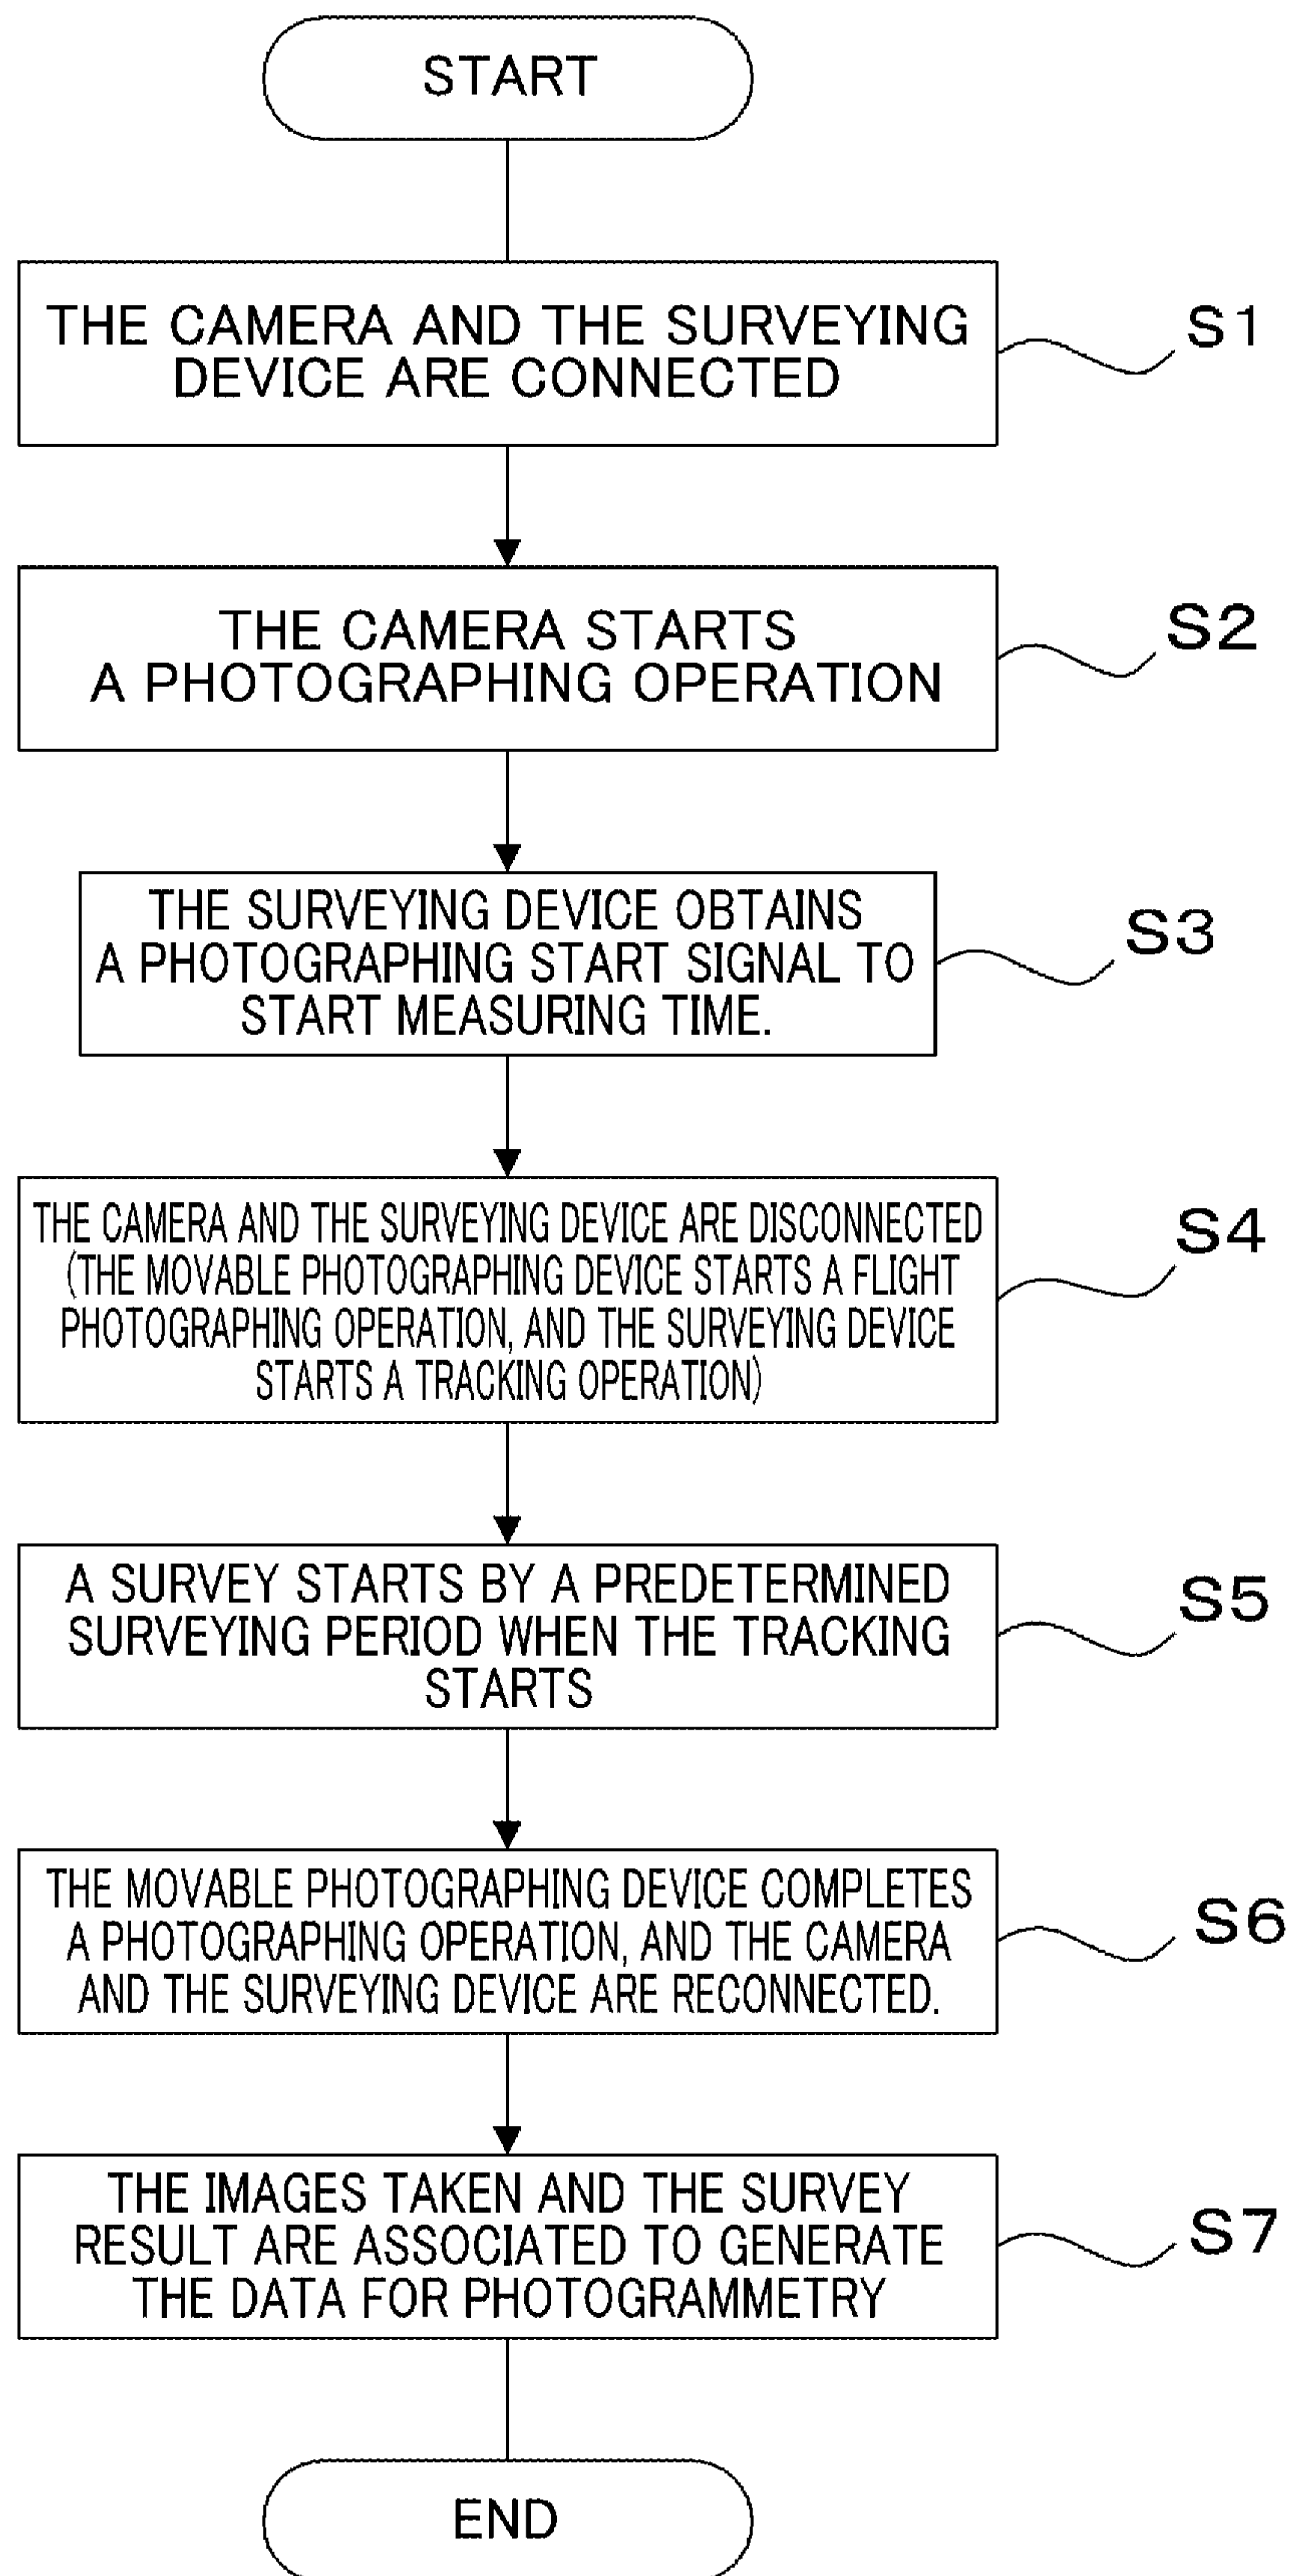 START
THE CAMERA AND THE SURVEYING
DEVICE ARE CONNECTED
S1
THE CAMERA STARTS
A PHOTOGRAPHING OPERATION
S2
THE SURVEYING DEVICE OBTAINS
A PHOTOGRAPHING START SIGNAL TO
START MEASURING TIME.
S3
THE CAMERA AND THE SURVEYING DEVICE ARE DISCONNECTED
(THE MOVABLE PHOTOGRAPHING DEVICE STARTS A FLIGHT
PHOTOGRAPHING OPERATION, AND THE SURVEYING DEVICE
STARTS A TRACKING OPERATION)
S4
A SURVEY STARTS BY A PREDETERMINED
SURVEYING PERIOD WHEN THE TRACKING
STARTS
S5
THE MOVABLE PHOTOGRAPHING DEVICE COMPLETES
A PHOTOGRAPHING OPERATION, AND THE CAMERA
AND THE SURVEYING DEVICE ARE RECONNECTED.
S6
THE IMAGES TAKEN AND THE SURVEY
RESULT ARE ASSOCIATED TO GENERATE
THE DATA FOR PHOTOGRAMMETRY
S7
END